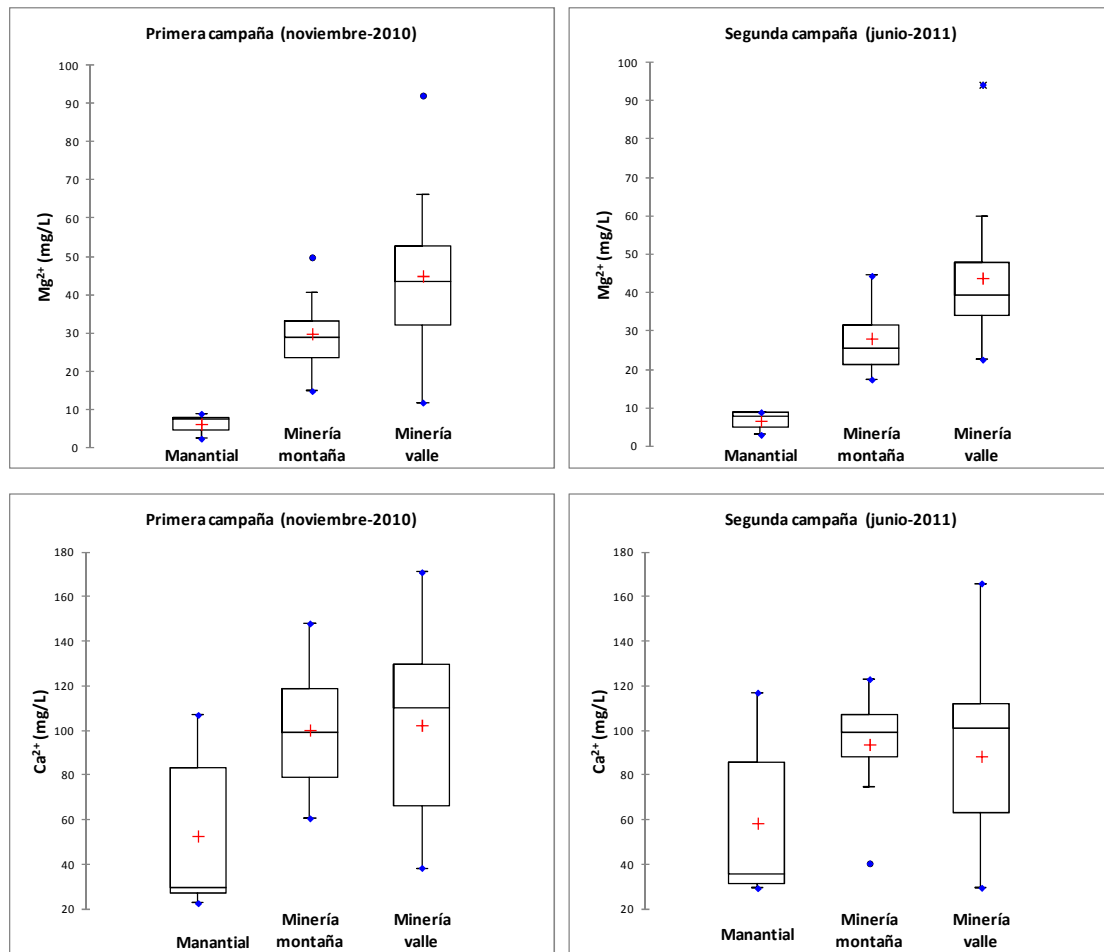 Primera campaña (noviembre-2010)
100
90
80
70
60
50
40
30
20
10
0
Mg²⁺ (mg/L)
Manantial
Minería
montaña
Minería
valle
Segunda campaña (junio-2011)
100
90
80
70
60
50
40
30
20
10
0
Mg²⁺ (mg/L)
Manantial
Minería
montaña
Minería
valle
Primera campaña (noviembre-2010)
180
160
140
120
100
80
60
40
20
Ca²⁺ (mg/L)
Manantial
Minería
montaña
Minería
valle
Segunda campaña (junio-2011)
180
160
140
120
100
80
60
40
20
Ca²⁺ (mg/L)
Manantial
Minería
montaña
Minería
valle